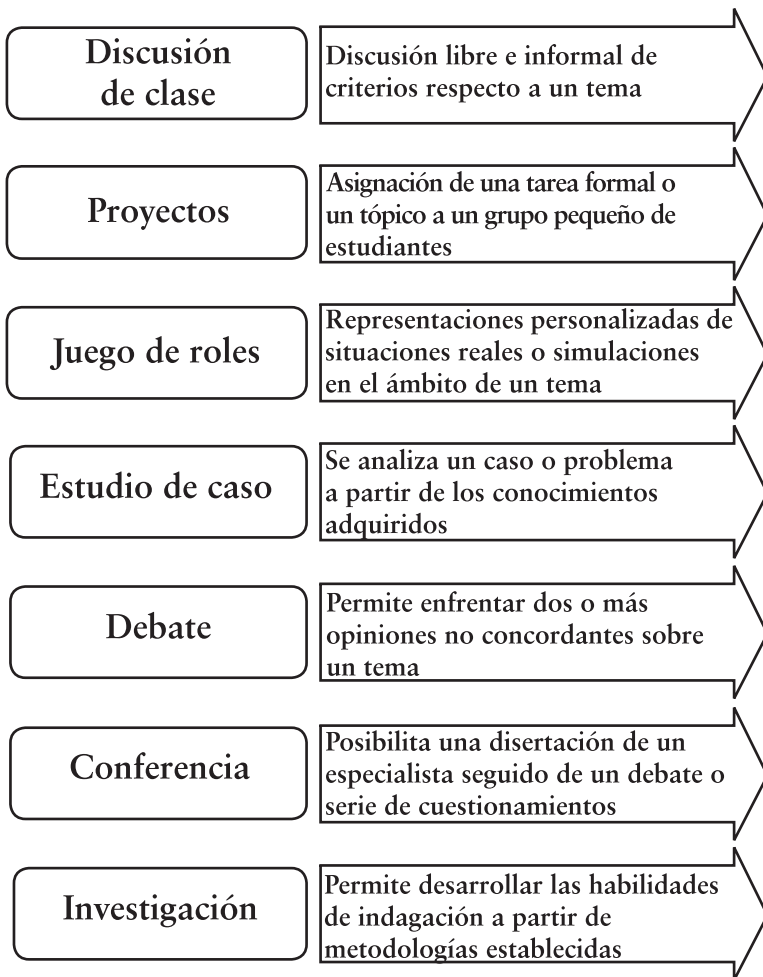 Discusión
de clase
Discusión libre e informal de
criterios respecto a un tema
Proyectos
Asignación de una tarea formal o
un tópico a un grupo pequeño de
estudiantes
Juego de roles
Representaciones personalizadas de
situaciones reales o simulaciones
en el ámbito de un tema
Estudio de caso
Se analiza un caso o problema
a partir de los conocimientos
adquiridos
Debate
Permite enfrentar dos o más
opiniones no concordantes sobre
un tema
Conferencia
Posibilita una disertación de un
especialista seguido de un debate o
serie de cuestionamientos
Investigación
Permite desarrollar las habilidades
de indagación a partir de
metodologías establecidas